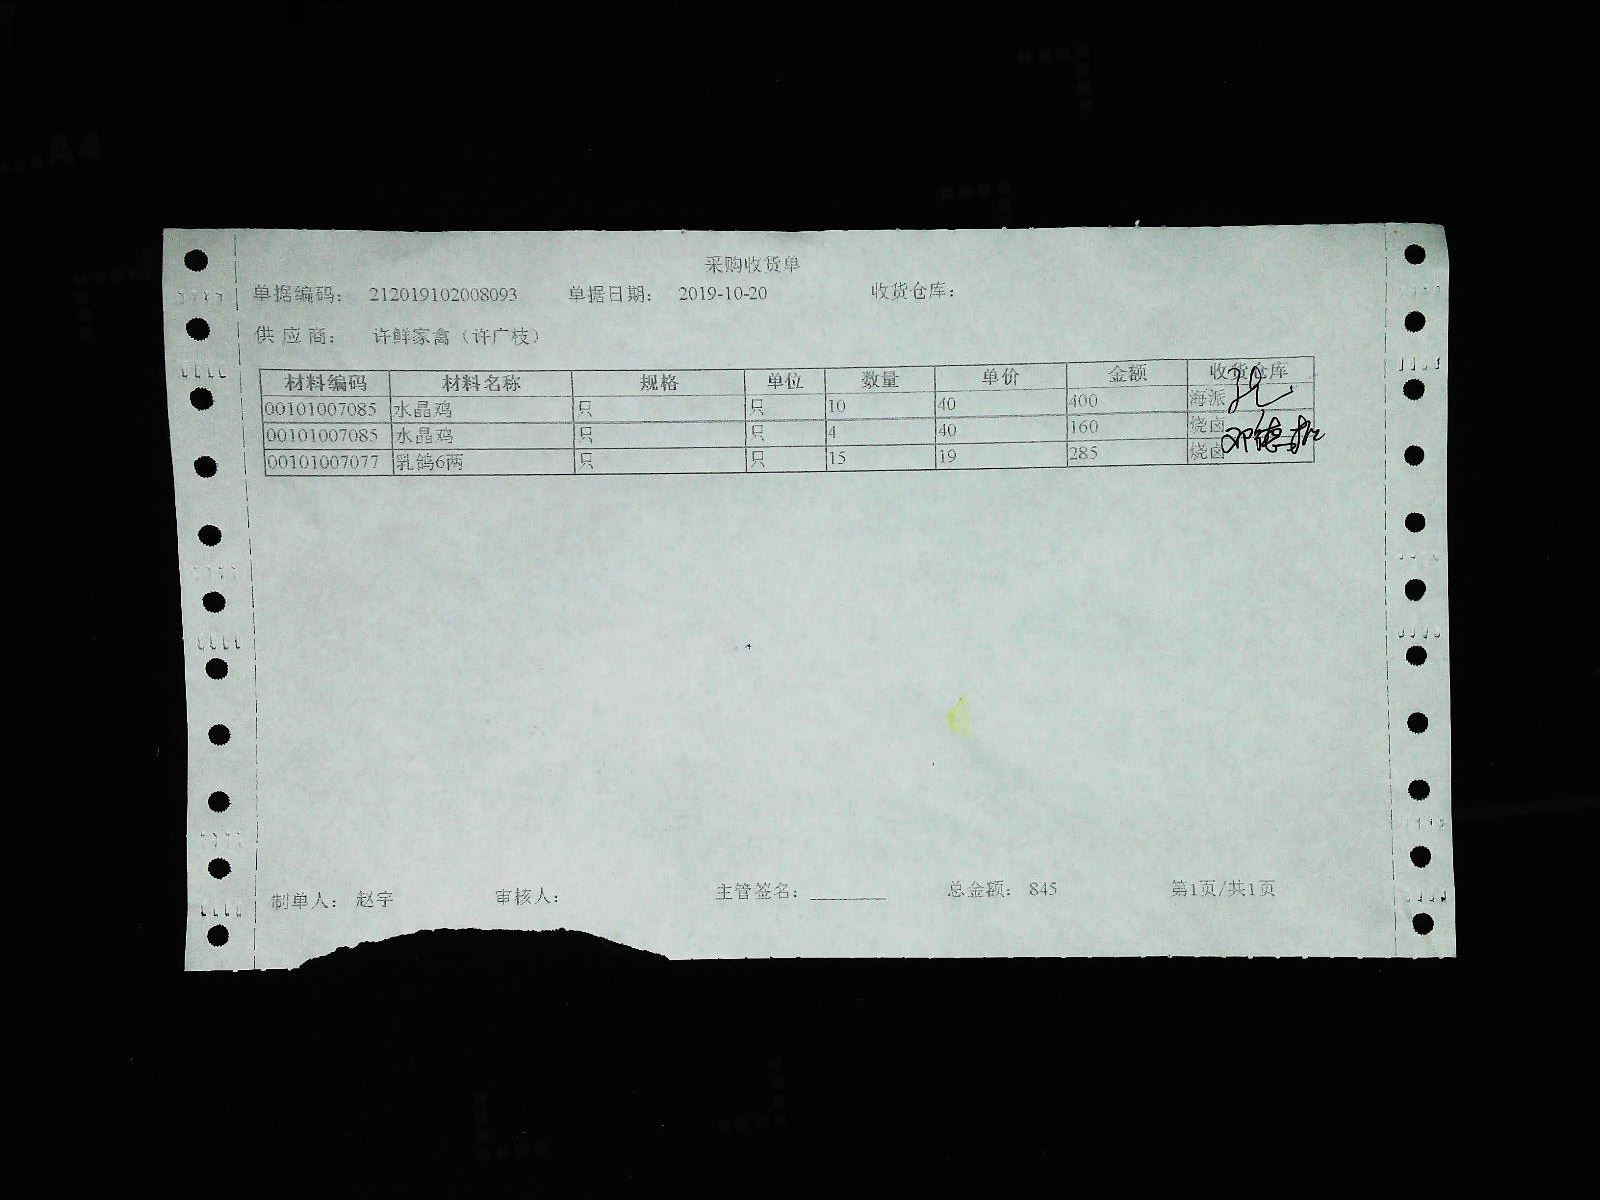 采购收货单
单据编码： 212019102008093 单据日期： 2019-10-20 收货仓库：
供 应 商： 许鲜家禽（许广枝）
材料编码 材料名称 规格 单位 数量 单价 金额 收货仓库
00101007085 水晶鸡 只 只 10 40 400 海派
00101007085 水晶鸡 只 只 4 40 160 烧卤
00101007077 乳鸽6两 只 只 15 19 285 烧卤
制单人： 赵宇 审核人： 主管签名： 总金额： 845 第1页/共1页